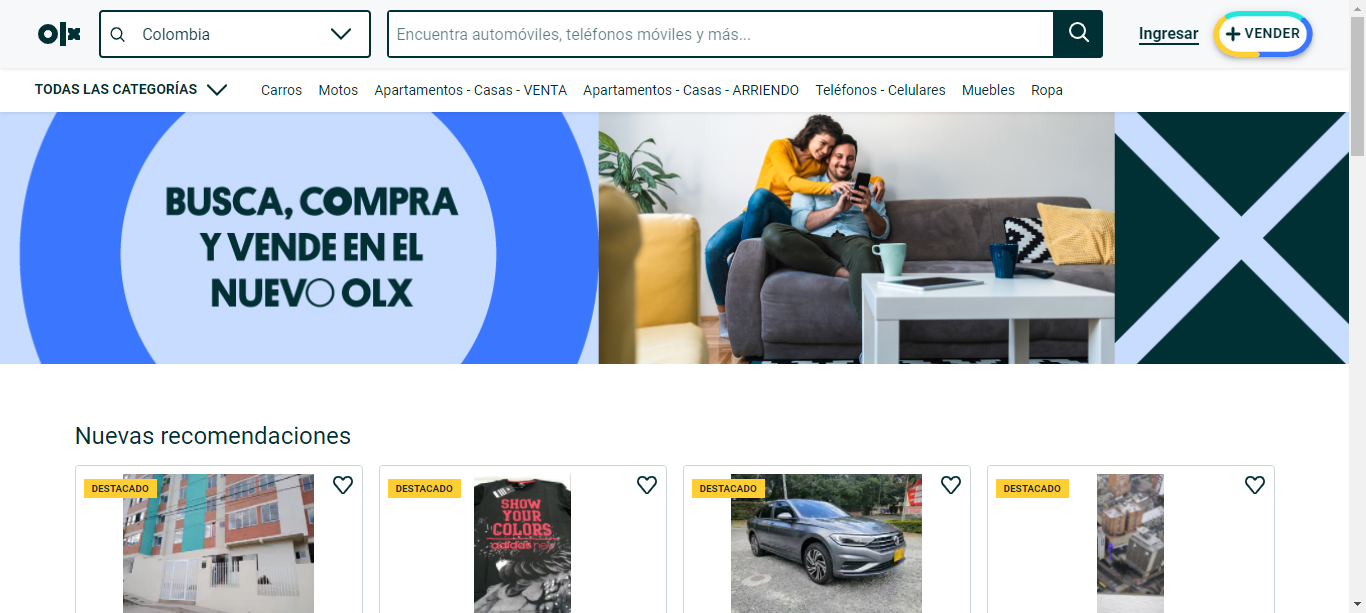 olx
Colombia
Encuentra automóviles, teléfonos móviles y más...
Ingresar
VENDER
TODAS LAS CATEGORÍAS
Carros
Motos
Apartamentos - Casas - VENTA
Apartamentos - Casas - ARRIENDO
Teléfonos - Celulares
Muebles
Ropa
BUSCA, COMPRA
Y VENDE EN EL
NUEVO OLX
Nuevas recomendaciones
DESTACADO
DESTACADO
SHOW
YOUR
COLORS
adidas neo
DESTACADO
DESTACADO